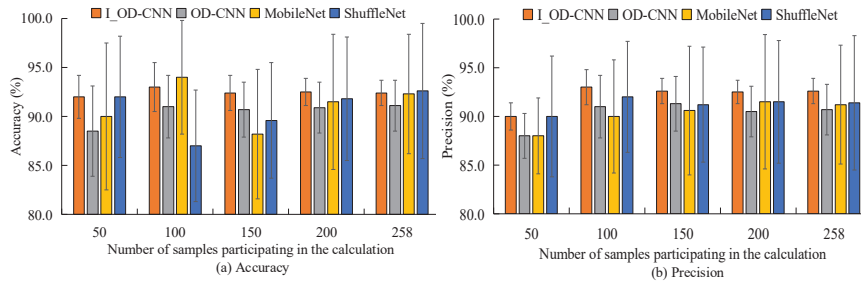 I_OD-CNN OD-CNN MobileNet ShuffleNet
100.0
95.0
90.0
85.0
80.0
Accuracy (%)
50 100 150 200 258
Number of samples participating in the calculation
(a) Accuracy
I_OD-CNN OD-CNN MobileNet ShuffleNet
100.0
95.0
90.0
85.0
80.0
Precision (%)
50 100 150 200 258
Number of samples participating in the calculation
(b) Precision